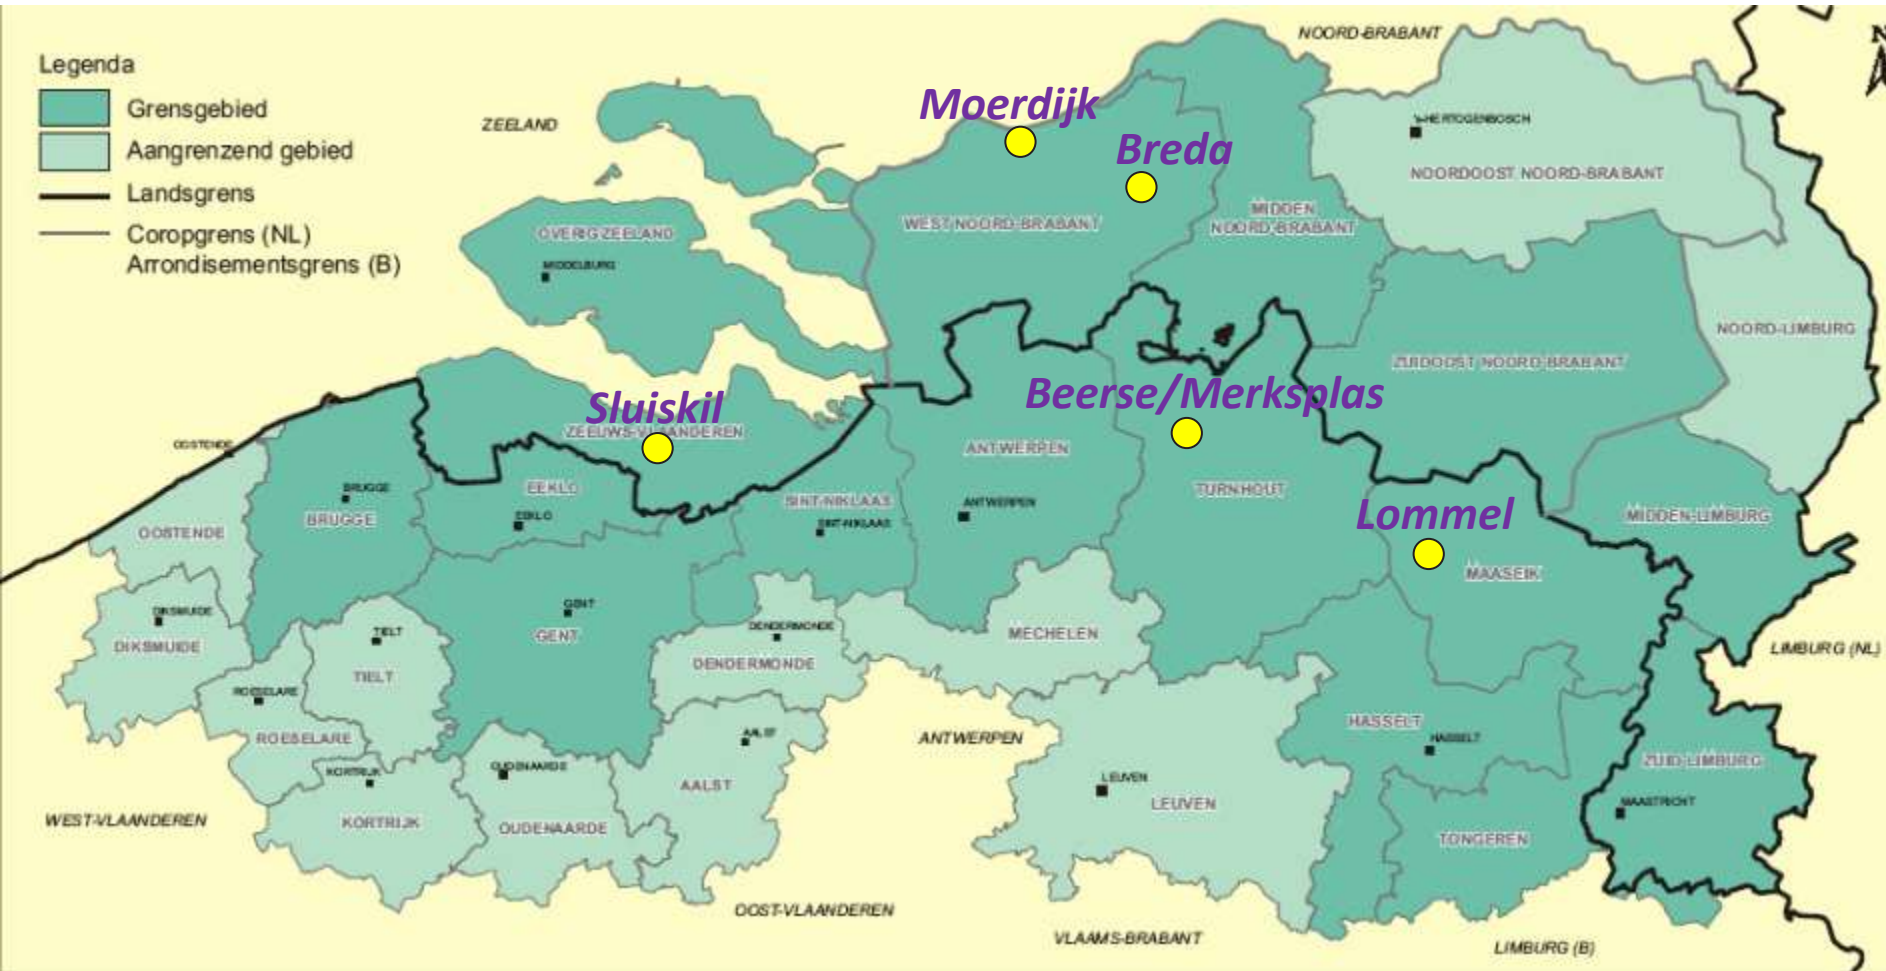 Legenda
Grensgebied
Aangrenzend gebied
Landsgrens
Coropgrens (NL)
Arrondisementsgrens (B)
NOORD-BRABANT
N
ZEELAND
Moerdijk
Breda
's-HERTOGENBOSCH
NOORDOOST NOORD-BRABANT
WEST NOORD-BRABANT
MIDDEN
NOORD-BRABANT
OVERIG ZEELAND
MIDDELBURG
NOORD-LIMBURG
ZUIDOOST NOORD-BRABANT
Sluiskil
Beerse/Merksplas
ZEEUWS-VLAANDEREN
OOSTENDE
ANTWERPEN
BRUGGE
EEKLO
SINT-NIKLAAS
ANTWERPEN
TURNHOUT
Lommel
MIDDEN-LIMBURG
BRUGGE
EEKLO
SINT-NIKLAAS
OOSTENDE
MAASEIK
DIKSMUIDE
GENT
DENDERMONDE
MECHELEN
TIELT
GENT
DIKSMUIDE
DENDERMONDE
LIMBURG (NL)
TIELT
ROESELARE
HASSELT
ROESELARE
AALST
ANTWERPEN
HASSELT
ZUID-LIMBURG
KORTRIJK
OUDENAARDE
AALST
LEUVEN
LEUVEN
MAASTRICHT
WEST-VLAANDEREN
KORTRIJK
OUDENAARDE
TONGEREN
OOST-VLAANDEREN
VLAAMS-BRABANT
LIMBURG (B)